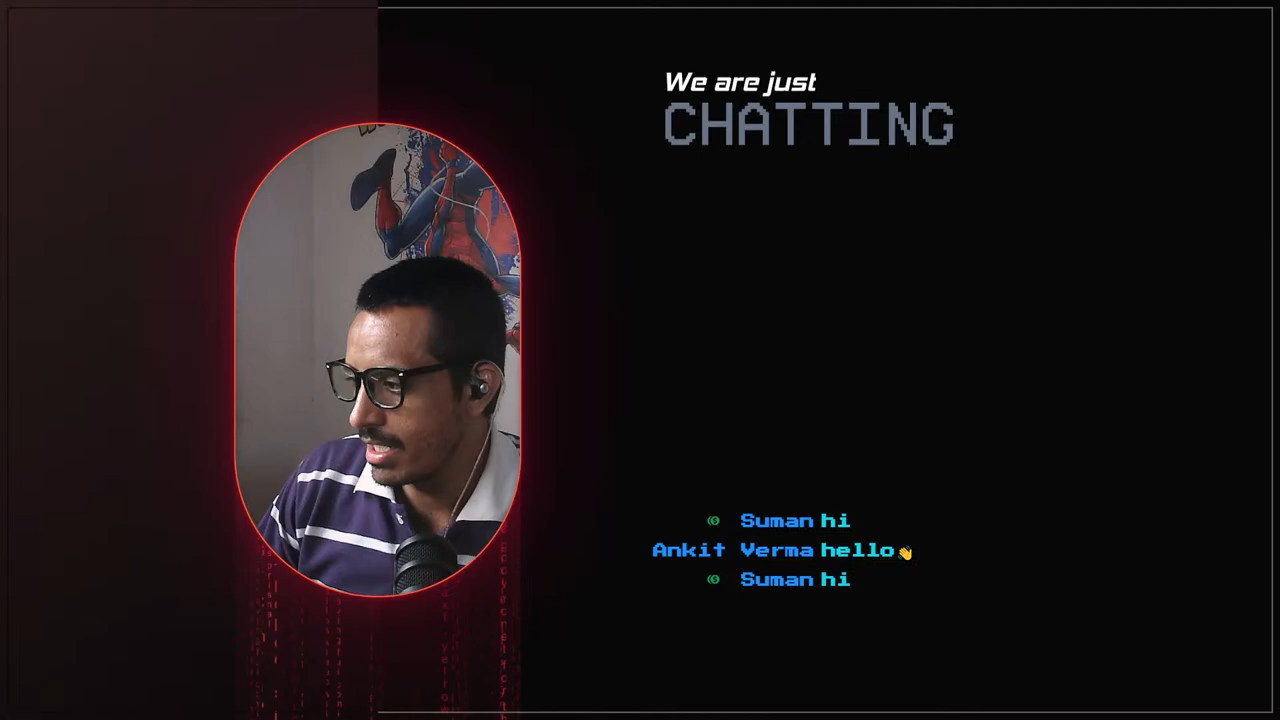 We are just
CHATTING
Suman hi
Ankit Verma hello👋
Suman hi